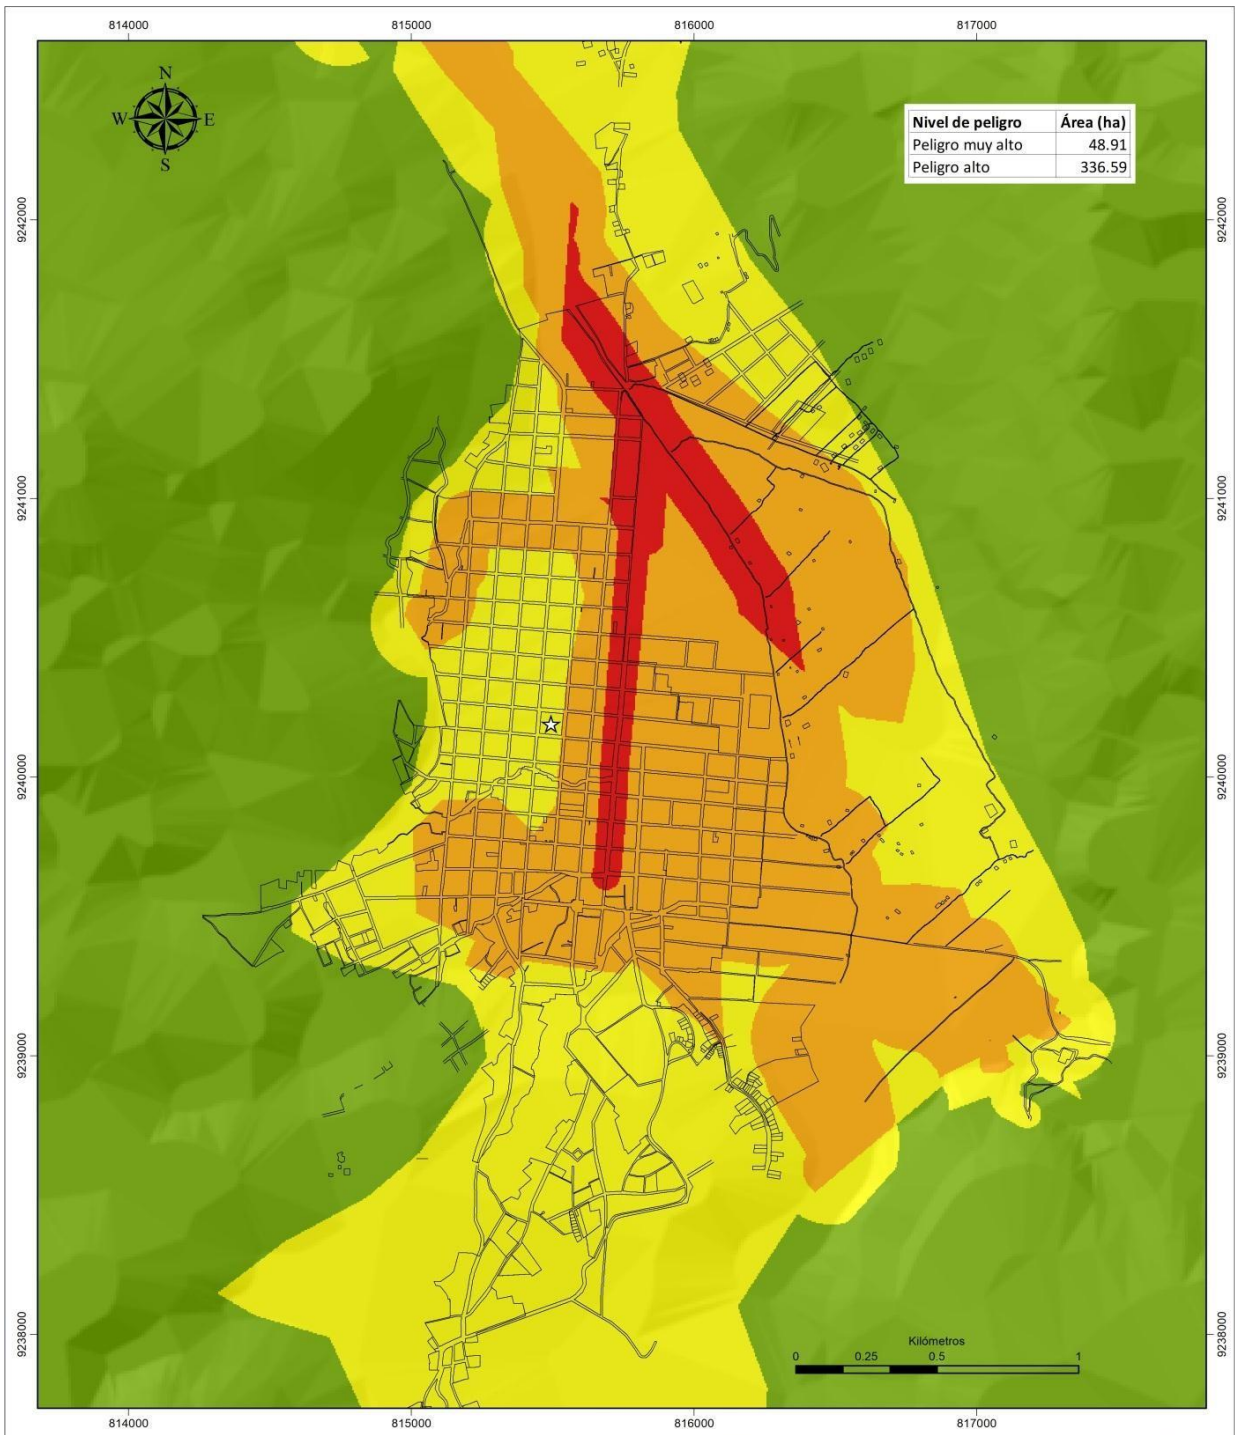 814000 815000 816000 817000
N
W E
S
Nivel de peligro Área (ha)
Peligro muy alto 48.91
Peligro alto 336.59
9242000 9242000
9241000 9241000
9240000 9240000
9239000 9239000
9238000 9238000
Kilómetros
0 0.25 0.5 1
814000 815000 816000 817000